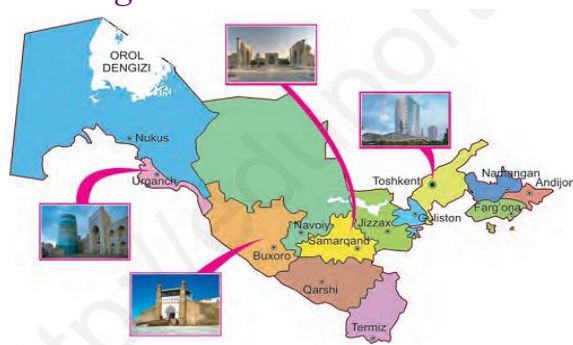 OROL
DENGIZI
Nukus
Urganch
Toshkent
Namangan
Andijon
Farg'ona
Guliston
Jizzax
Navoiy
Samarqand
Buxoro
Qarshi
Termiz